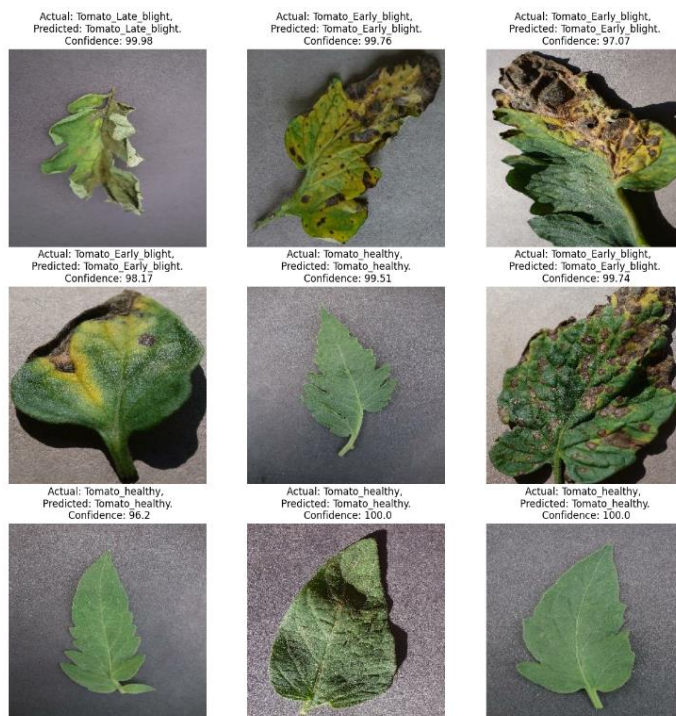 Actual: Tomato_Late_blight,
Predicted: Tomato_Late_blight.
Confidence: 99.98
Actual: Tomato_Early_blight,
Predicted: Tomato_Early_blight.
Confidence: 99.76
Actual: Tomato_Early_blight,
Predicted: Tomato_Early_blight.
Confidence: 97.07
Actual: Tomato_Early_blight,
Predicted: Tomato_Early_blight.
Confidence: 98.17
Actual: Tomato_healthy,
Predicted: Tomato_healthy.
Confidence: 99.51
Actual: Tomato_Early_blight,
Predicted: Tomato_Early_blight.
Confidence: 99.74
Actual: Tomato_healthy,
Predicted: Tomato_healthy.
Confidence: 96.2
Actual: Tomato_healthy,
Predicted: Tomato_healthy.
Confidence: 100.0
Actual: Tomato_healthy,
Predicted: Tomato_healthy.
Confidence: 100.0